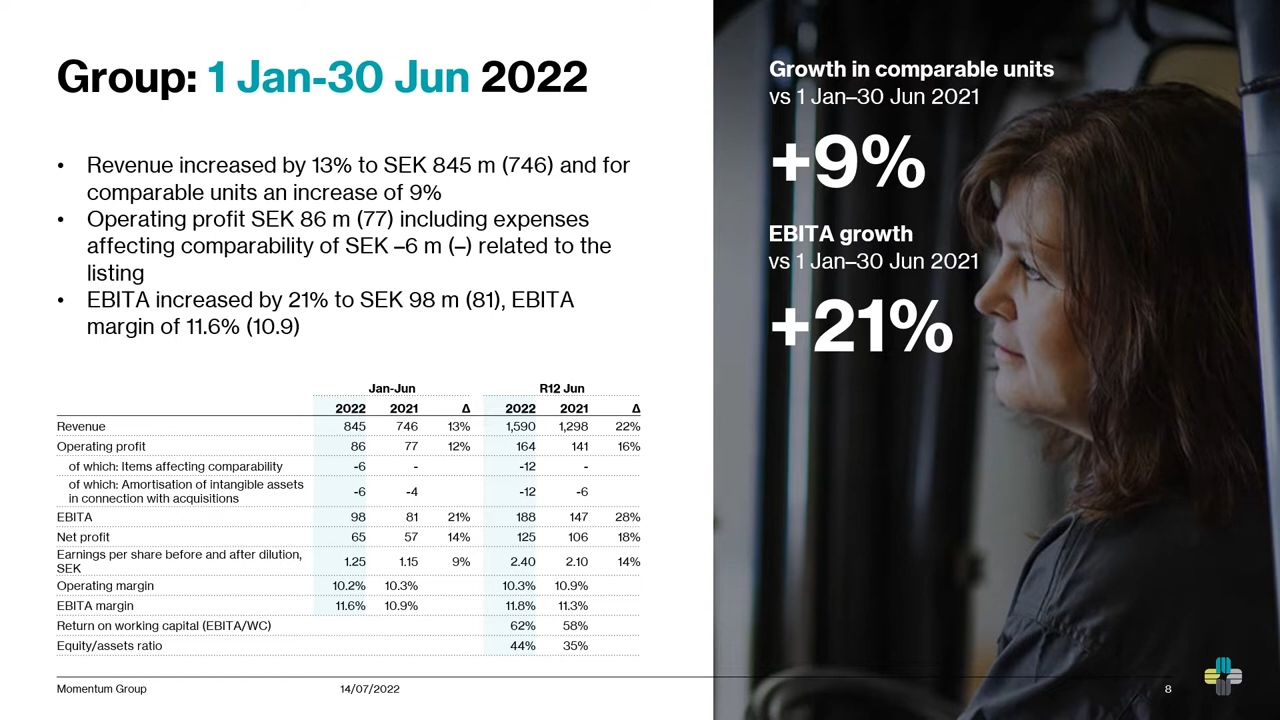 Group: 1 Jan-30 Jun 2022
• Revenue increased by 13% to SEK 845 m (746) and for
comparable units an increase of 9%
• Operating profit SEK 86 m (77) including expenses
affecting comparability of SEK –6 m (–) related to the
listing
• EBITA increased by 21% to SEK 98 m (81), EBITA
margin of 11.6% (10.9)
Jan-Jun R12 Jun
2022 2021 Δ 2022 2021 Δ
Revenue 845 746 13% 1,590 1,298 22%
Operating profit 86 77 12% 164 141 16%
of which: Items affecting comparability -6 - -12 -
of which: Amortisation of intangible assets
in connection with acquisitions -6 -4 -12 -6
EBITA 98 81 21% 188 147 28%
Net profit 65 57 14% 125 106 18%
Earnings per share before and after dilution,
SEK 1.25 1.15 9% 2.40 2.10 14%
Operating margin 10.2% 10.3% 10.3% 10.9%
EBITA margin 11.6% 10.9% 11.8% 11.3%
Return on working capital (EBITA/WC) 62% 58%
Equity/assets ratio 44% 35%
Growth in comparable units
vs 1 Jan–30 Jun 2021
+9%
EBITA growth
vs 1 Jan–30 Jun 2021
+21%
Momentum Group 14/07/2022 8